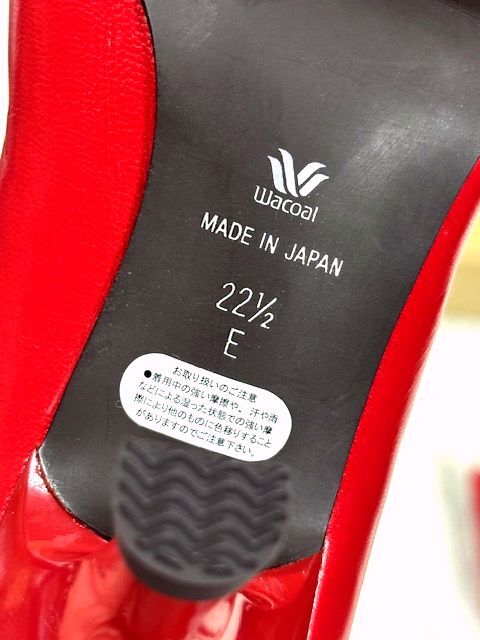 Wacoal
MADE IN JAPAN
22½
E
お取り扱いのご注意
●着用中の強い摩擦や、汗や雨
などによる湿った状態での強い摩
擦により他のものに色移りすること
がありますのでご注意下さい。